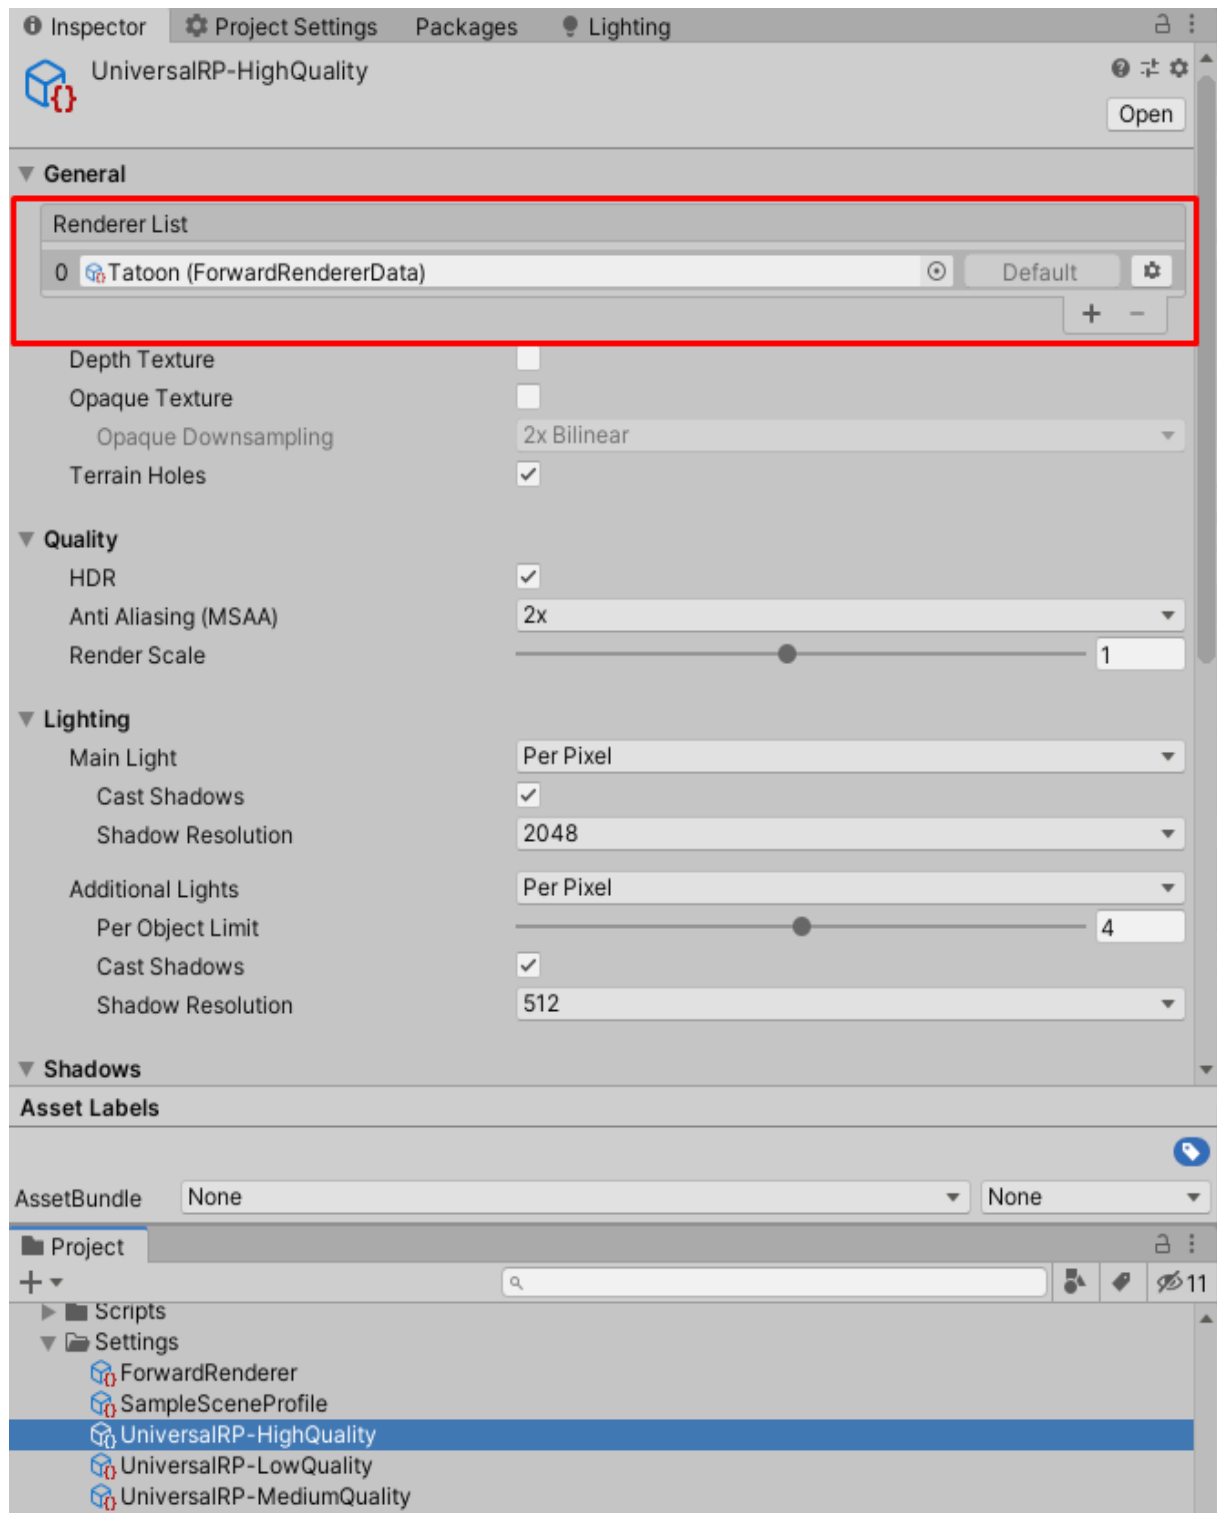 Inspector Project Settings Packages Lighting
UniversalRP-HighQuality
Open
General
Renderer List
0 Tatoon (ForwardRendererData) Default
+ −
Depth Texture
Opaque Texture
Opaque Downsampling 2x Bilinear
Terrain Holes
Quality
HDR
Anti Aliasing (MSAA) 2x
Render Scale 1
Lighting
Main Light Per Pixel
Cast Shadows
Shadow Resolution 2048
Additional Lights Per Pixel
Per Object Limit 4
Cast Shadows
Shadow Resolution 512
Shadows
Asset Labels
AssetBundle None None
Project
11
Scripts
Settings
ForwardRenderer
SampleSceneProfile
UniversalRP-HighQuality
UniversalRP-LowQuality
UniversalRP-MediumQuality